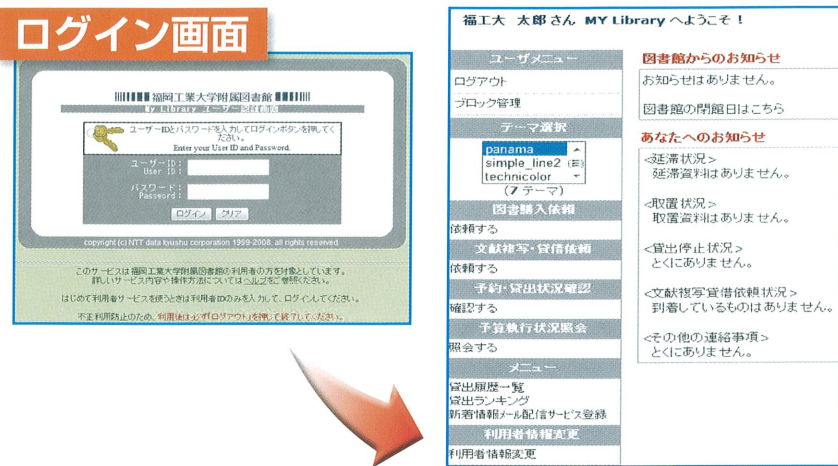 ログイン画面
福岡工業大学附属図書館
My Library ユーザー認証画面
ユーザーIDとパスワードを入力してログインボタンを押してく
ださい。
Enter your User ID and Password.
ユーザーID:
User ID:
パスワード:
Password:
ログイン クリア
copyright (c) NTT data kyushu corporation 1999-2008, all rights reserved.
このサービスは福岡工業大学附属図書館の利用者の方を対象としています。
詳しいサービス内容や操作方法についてはヘルプをご参照ください。
はじめて利用者サービスを使うときは利用者IDのみを入力して、ログインしてください。
不正利用防止のため、利用後は必ず「ログアウト」を押して終了してください。
福工大 太郎さん MY Library へようこそ!
ユーザメニュー
ログアウト
ブロック管理
テーマ選択
panama
simple_line2
technicolor
(7 テーマ)
図書購入依頼
依頼する
文献複写・貸借依頼
依頼する
予約・貸出状況確認
確認する
予算執行状況照会
照会する
メニュー
貸出履歴一覧
貸出ランキング
新着情報メール配信サービス登録
利用者情報変更
利用者情報変更
図書館からのお知らせ
お知らせはありません。
図書館の閉館日はこちら
あなたへのお知らせ
<延滞状況>
延滞資料はありません。
<取置状況>
取置資料はありません。
<貸出停止状況>
とくにありません。
<文献複写貸借依頼状況>
到着しているものはありません。
<その他の連絡事項>
とくにありません。